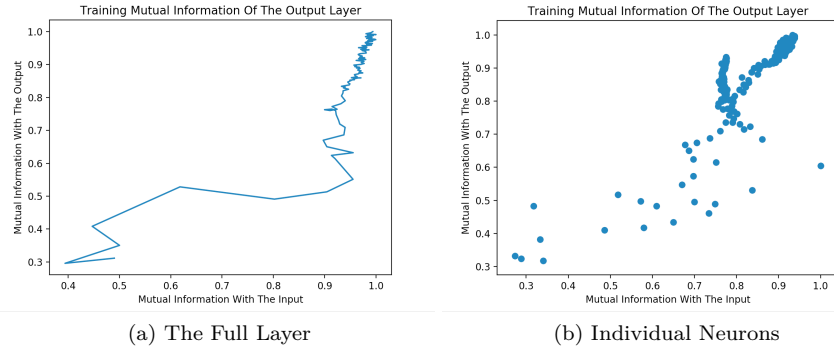 Training Mutual Information Of The Output Layer
Mutual Information With The Output
1.0
0.9
0.8
0.7
0.6
0.5
0.4
0.3
0.4 0.5 0.6 0.7 0.8 0.9 1.0
Mutual Information With The Input
(a) The Full Layer
Training Mutual Information Of The Output Layer
Mutual Information With The Output
1.0
0.9
0.8
0.7
0.6
0.5
0.4
0.3
0.3 0.4 0.5 0.6 0.7 0.8 0.9 1.0
Mutual Information With The Input
(b) Individual Neurons